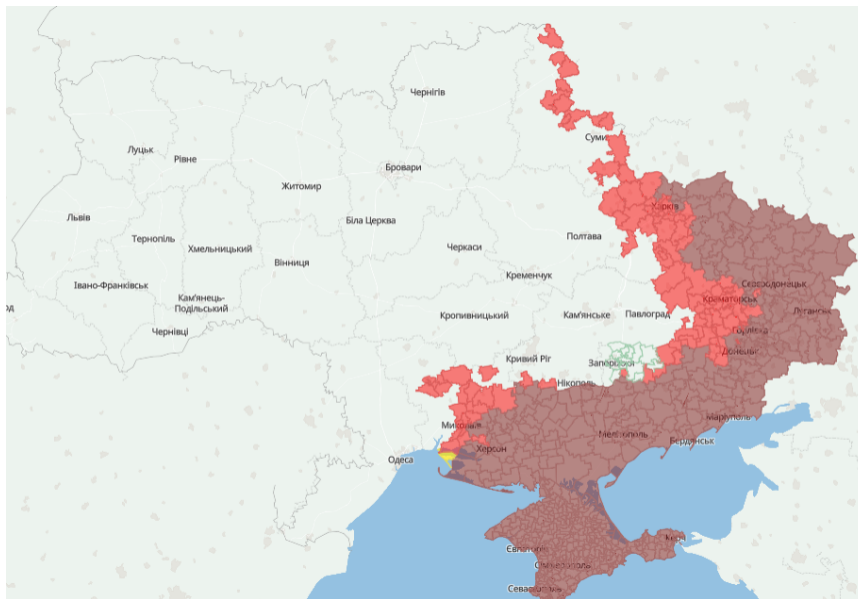 Чернігів
Суми
Луцьк
Рівне
Бровари
Житомир
Харків
Львів
Біла Церква
Тернопіль
Полтава
Хмельницький
Черкаси
Вінниця
Кременчук
Івано-Франківськ
Сєвєродонецьк
Краматорськ
Кам'янець-
Подільський
Кропивницький
Кам'янське
Павлоград
Луганськ
Чернівці
Горлівка
Донецьк
Кривий Ріг
Запоріжжя
Нікополь
Маріуполь
Миколаїв
Мелітополь
Бердянськ
Херсон
Одеса
Керч
Євпаторія
Сімферополь
Севастополь